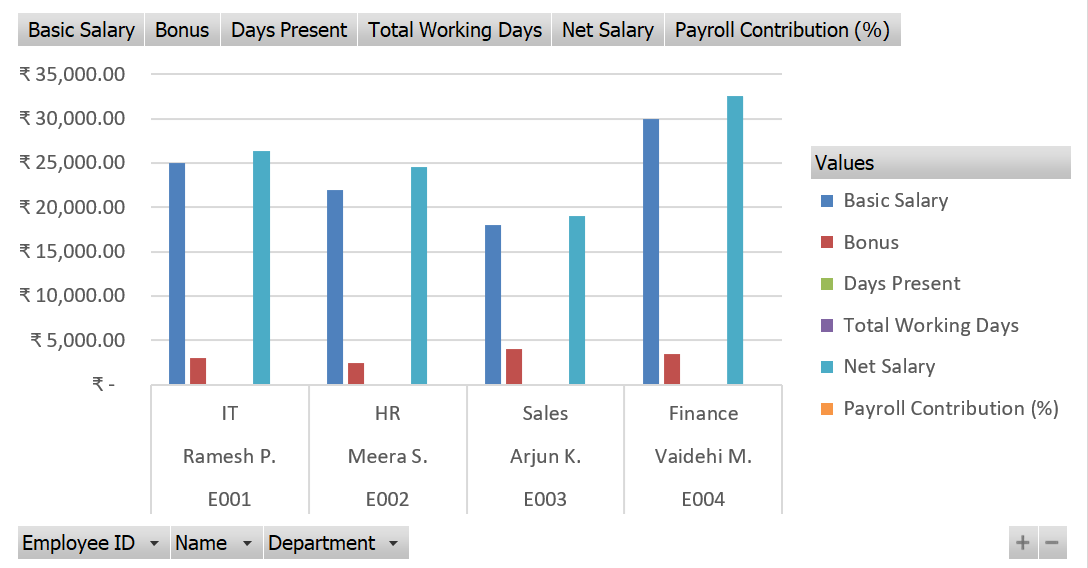 Basic Salary Bonus Days Present Total Working Days Net Salary Payroll Contribution (%)
₹ 35,000.00
₹ 30,000.00
₹ 25,000.00
₹ 20,000.00
₹ 15,000.00
₹ 10,000.00
₹ 5,000.00
₹ -
IT HR Sales Finance
Ramesh P. Meera S. Arjun K. Vaidehi M.
E001 E002 E003 E004
Values
Basic Salary
Bonus
Days Present
Total Working Days
Net Salary
Payroll Contribution (%)
Employee ID Name Department
+ −